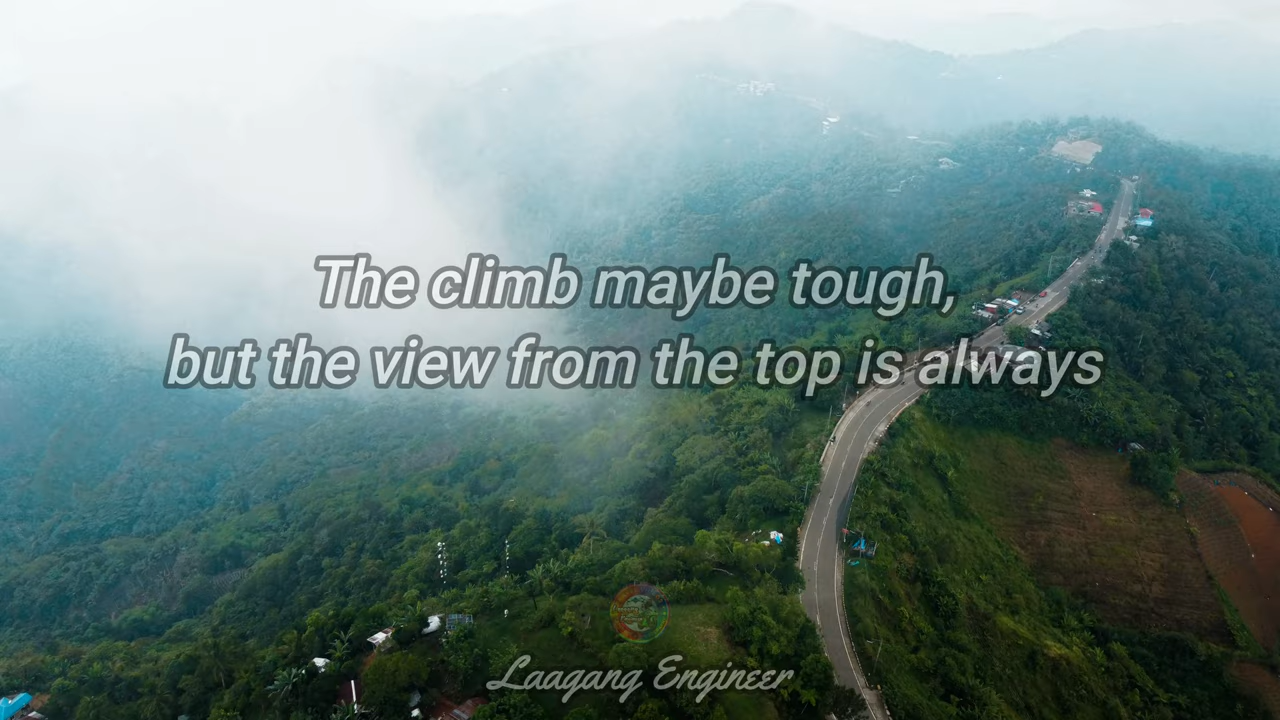 The climb maybe tough,
but the view from the top is always
Laagang Engineer